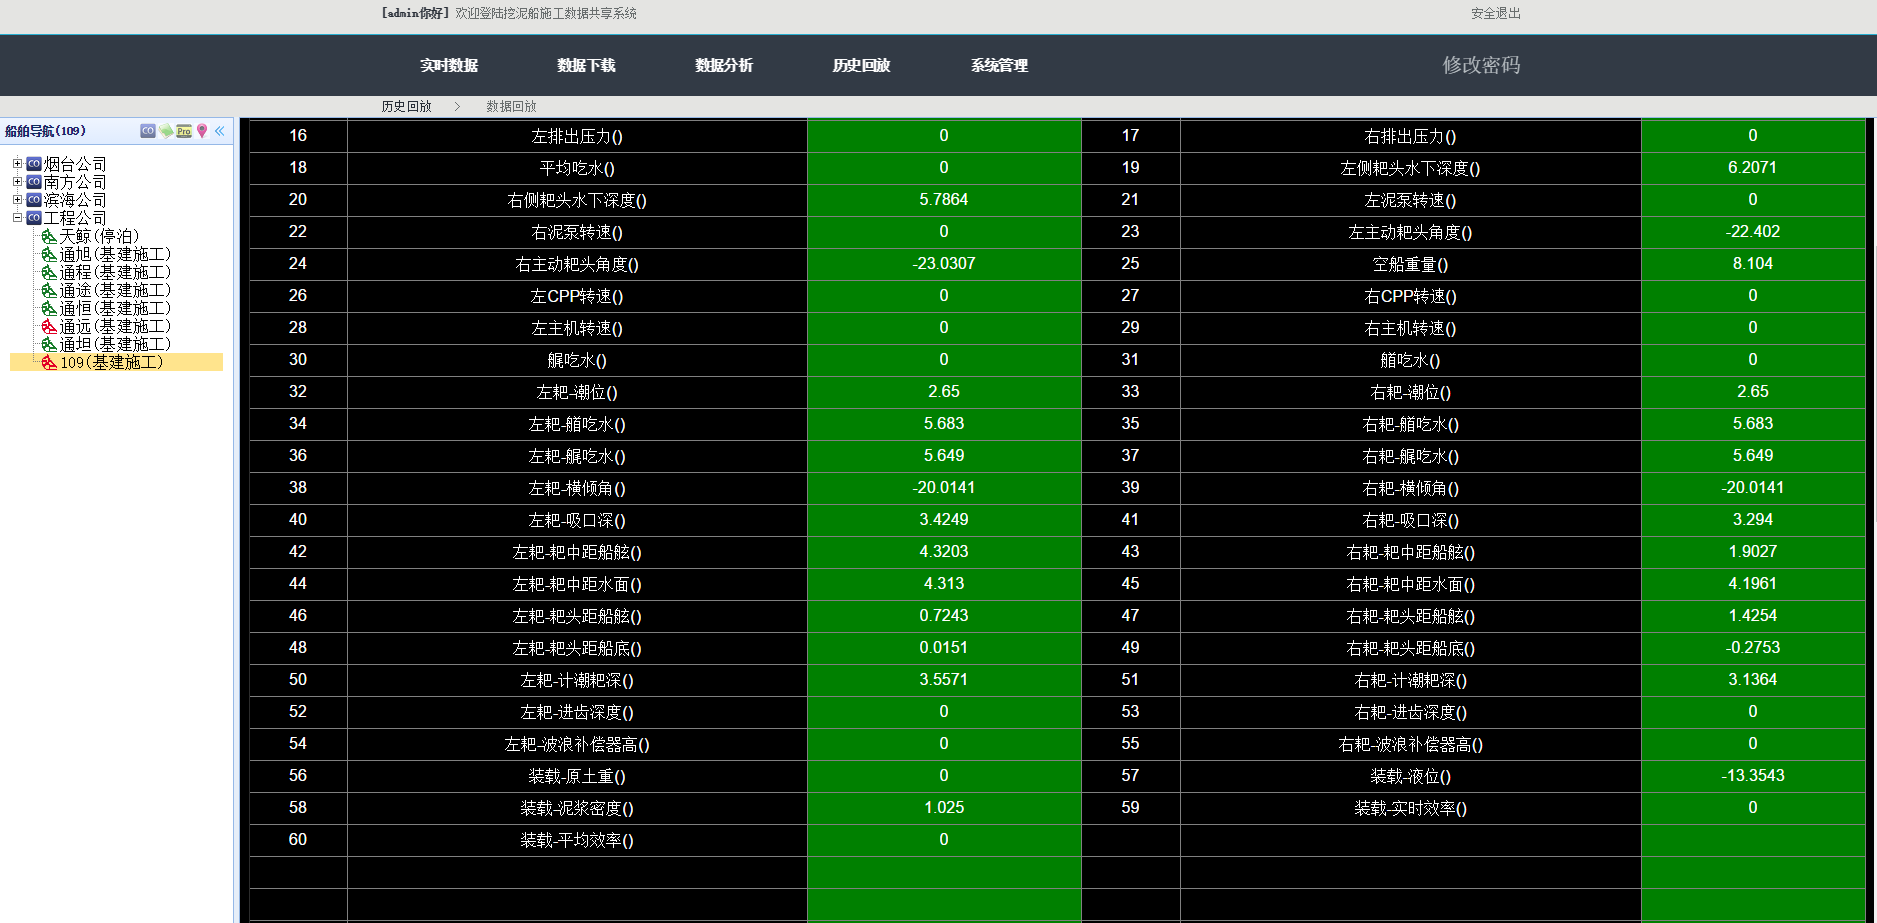 [admin你好] 欢迎登陆挖泥船施工数据共享系统 安全退出
实时数据 数据下载 数据分析 历史回放 系统管理 修改密码
历史回放 > 数据回放
船舶导航(109) CO Pro «
CO 烟台公司
CO 南方公司
CO 滨海公司
CO 工程公司
天鲸(停泊)
通旭(基建施工)
通程(基建施工)
通途(基建施工)
通恒(基建施工)
通远(基建施工)
通坦(基建施工)
109(基建施工)
16 左排出压力() 0 17 右排出压力() 0
18 平均吃水() 0 19 左侧耙头水下深度() 6.2071
20 右侧耙头水下深度() 5.7864 21 左泥泵转速() 0
22 右泥泵转速() 0 23 左主动耙头角度() -22.402
24 右主动耙头角度() -23.0307 25 空船重量() 8.104
26 左CPP转速() 0 27 右CPP转速() 0
28 左主机转速() 0 29 右主机转速() 0
30 艉吃水() 0 31 艏吃水() 0
32 左耙-潮位() 2.65 33 右耙-潮位() 2.65
34 左耙-艏吃水() 5.683 35 右耙-艏吃水() 5.683
36 左耙-艉吃水() 5.649 37 右耙-艉吃水() 5.649
38 左耙-横倾角() -20.0141 39 右耙-横倾角() -20.0141
40 左耙-吸口深() 3.4249 41 右耙-吸口深() 3.294
42 左耙-耙中距船舷() 4.3203 43 右耙-耙中距船舷() 1.9027
44 左耙-耙中距水面() 4.313 45 右耙-耙中距水面() 4.1961
46 左耙-耙头距船舷() 0.7243 47 右耙-耙头距船舷() 1.4254
48 左耙-耙头距船底() 0.0151 49 右耙-耙头距船底() -0.2753
50 左耙-计潮耙深() 3.5571 51 右耙-计潮耙深() 3.1364
52 左耙-进齿深度() 0 53 右耙-进齿深度() 0
54 左耙-波浪补偿器高() 0 55 右耙-波浪补偿器高() 0
56 装载-原土重() 0 57 装载-液位() -13.3543
58 装载-泥浆密度() 1.025 59 装载-实时效率() 0
60 装载-平均效率() 0